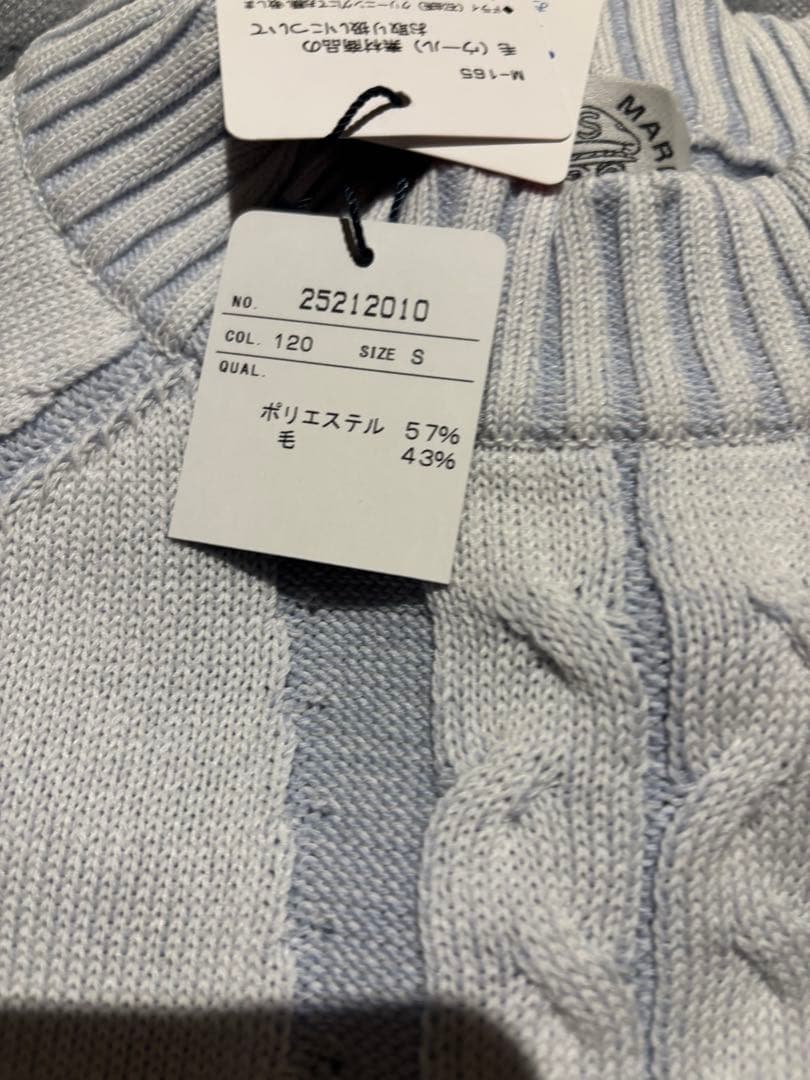 M-165
毛（ウール）素材商品の
お取り扱いについて
MAR
NO. 25212010
COL. 120 SIZE S
QUAL.
ポリエステル 57%
毛 43%